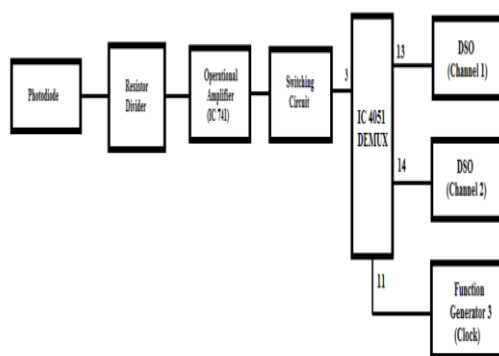 Photodiode
Resistor
Divider
Operational
Amplifier
(IC 741)
Switching
Circuit
3
IC 4051
DEMUX
13
DSO
(Channel 1)
14
DSO
(Channel 2)
11
Function
Generator 3
(Clock)